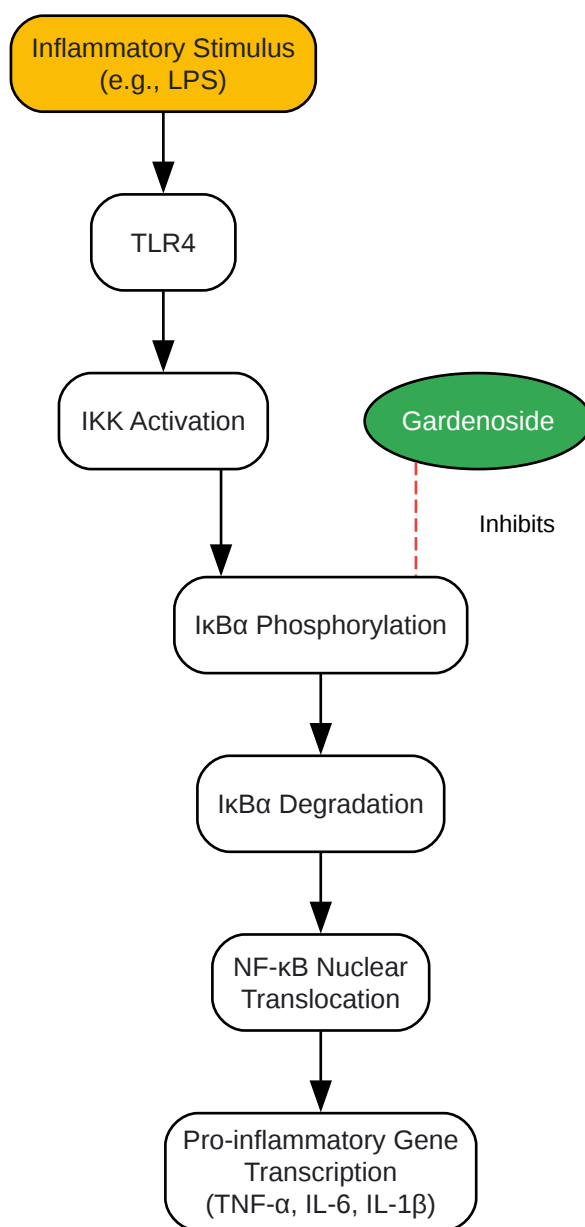 Inflammatory Stimulus
(e.g., LPS)
TLR4
IKK Activation
Gardenoside
Inhibits
IκBα Phosphorylation
IκBα Degradation
NF-κB Nuclear
Translocation
Pro-inflammatory Gene
Transcription
(TNF-α, IL-6, IL-1β)